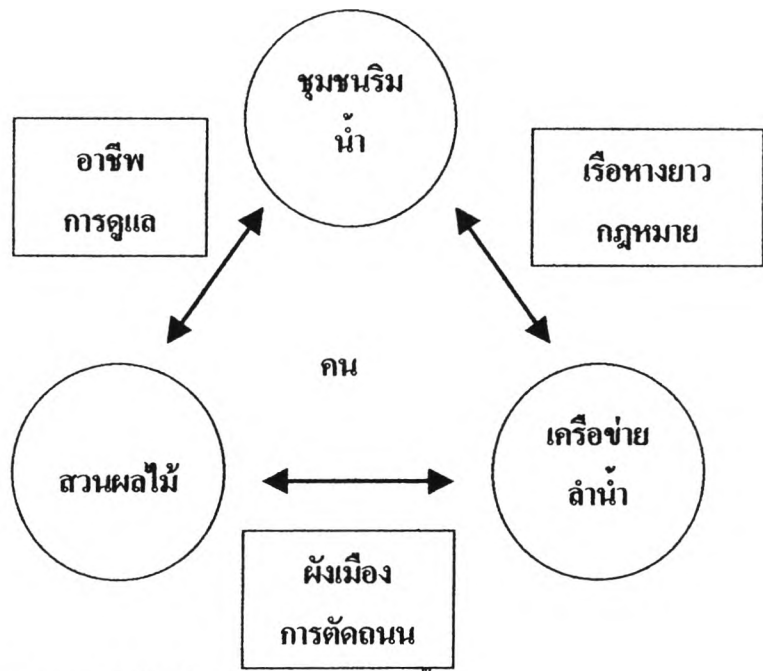 ชุมชนริม
น้ำ
อาชีพ
การดูแล
เรือหางยาว
กฎหมาย
คน
สวนผลไม้
เครือข่าย
ลำน้ำ
ผังเมือง
การตัดถนน